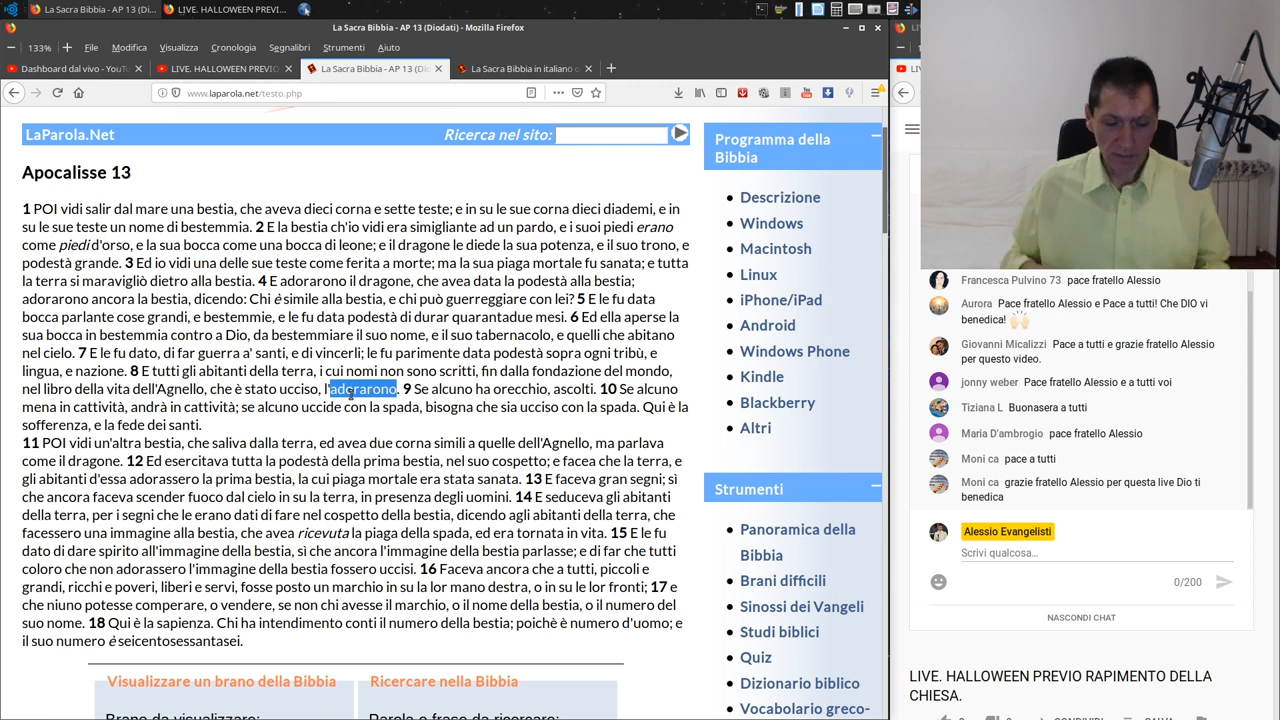 La Sacra Bibbia - AP 13 (Diodati) - ...
LIVE. HALLOWEEN PREVI...
La Sacra Bibbia - AP 13 (Diodati) - Mozilla Firefox
133% File Modifica Visualizza Cronologia Segnalibri Strumenti Aiuto
Dashboard dal vivo - YouTu
LIVE. HALLOWEEN PREVIO
La Sacra Bibbia - AP 13 (Dio
La Sacra Bibbia in italiano o
www.laparola.net/testo.php
LaParola.Net
Ricerca nel sito:
Apocalisse 13
1 POI vidi salir dal mare una bestia, che aveva dieci corna e sette teste; e in su le sue corna dieci diademi, e in
su le sue teste un nome di bestemmia. 2 E la bestia ch'io vidi era simigliante ad un pardo, e i suoi piedi erano
come piedi d'orso, e la sua bocca come una bocca di leone; e il dragone le diede la sua potenza, e il suo trono, e
podestà grande. 3 Ed io vidi una delle sue teste come ferita a morte; ma la sua piaga mortale fu sanata; e tutta
la terra si maravigliò dietro alla bestia. 4 E adorarono il dragone, che avea data la podestà alla bestia;
adorarono ancora la bestia, dicendo: Chi è simile alla bestia, e chi può guerreggiare con lei? 5 E le fu data
bocca parlante cose grandi, e bestemmie, e le fu data podestà di durar quarantadue mesi. 6 Ed ella aperse la
sua bocca in bestemmia contro a Dio, da bestemmiare il suo nome, e il suo tabernacolo, e quelli che abitano
nel cielo. 7 E le fu dato, di far guerra a' santi, e di vincerli; le fu parimente data podestà sopra ogni tribù, e
lingua, e nazione. 8 E tutti gli abitanti della terra, i cui nomi non sono scritti, fin dalla fondazione del mondo,
nel libro della vita dell'Agnello, che è stato ucciso, l'adorarono. 9 Se alcuno ha orecchio, ascolti. 10 Se alcuno
mena in cattività, andrà in cattività; se alcuno uccide con la spada, bisogna che sia ucciso con la spada. Qui è la
sofferenza, e la fede dei santi.
11 POI vidi un'altra bestia, che saliva dalla terra, ed avea due corna simili a quelle dell'Agnello, ma parlava
come il dragone. 12 Ed esercitava tutta la podestà della prima bestia, nel suo cospetto; e facea che la terra, e
gli abitanti d'essa adorassero la prima bestia, la cui piaga mortale era stata sanata. 13 E faceva gran segni; sì
che ancora faceva scender fuoco dal cielo in su la terra, in presenza degli uomini. 14 E seduceva gli abitanti
della terra, per i segni che le erano dati di fare nel cospetto della bestia, dicendo agli abitanti della terra, che
facessero una immagine alla bestia, che avea ricevuta la piaga della spada, ed era tornata in vita. 15 E le fu
dato di dare spirito all'immagine della bestia, sì che ancora l'immagine della bestia parlasse; e di far che tutti
coloro che non adorassero l'immagine della bestia fossero uccisi. 16 Faceva ancora che a tutti, piccoli e
grandi, ricchi e poveri, liberi e servi, fosse posto un marchio in su la lor mano destra, o in su le lor fronti; 17 e
che niuno potesse comperare, o vendere, se non chi avesse il marchio, o il nome della bestia, o il numero del
suo nome. 18 Qui è la sapienza. Chi ha intendimento conti il numero della bestia; poichè è numero d'uomo; e
il suo numero è seicentosessantasei.
Visualizzare un brano della Bibbia
Ricercare nella Bibbia
Brano da visualizzare:
Parola o frase da ricercare:
Programma della
Bibbia
Descrizione
Windows
Macintosh
Linux
iPhone/iPad
Android
Windows Phone
Kindle
Blackberry
Altri
Strumenti
Panoramica della
Bibbia
Brani difficili
Sinossi dei Vangeli
Studi biblici
Quiz
Dizionario biblico
Vocabolario greco-
Francesca Pulvino 73 pace fratello Alessio
Aurora Pace fratello Alessio e Pace a tutti! Che DIO vi
benedica!
Giovanni Micalizzi Pace a tutti e grazie fratello Alessio
per questo video.
jonny weber Pace fratello Alessio e a tutti voi
Tiziana L Buonasera a tutti
Maria D'ambrogio pace fratello Alessio
Moni ca pace a tutti
Moni ca grazie fratello Alessio per questa live Dio ti
benedica
Alessio Evangelisti
Scrivi qualcosa…
0/200
NASCONDI CHAT
LIVE. HALLOWEEN PREVIO RAPIMENTO DELLA
CHIESA.